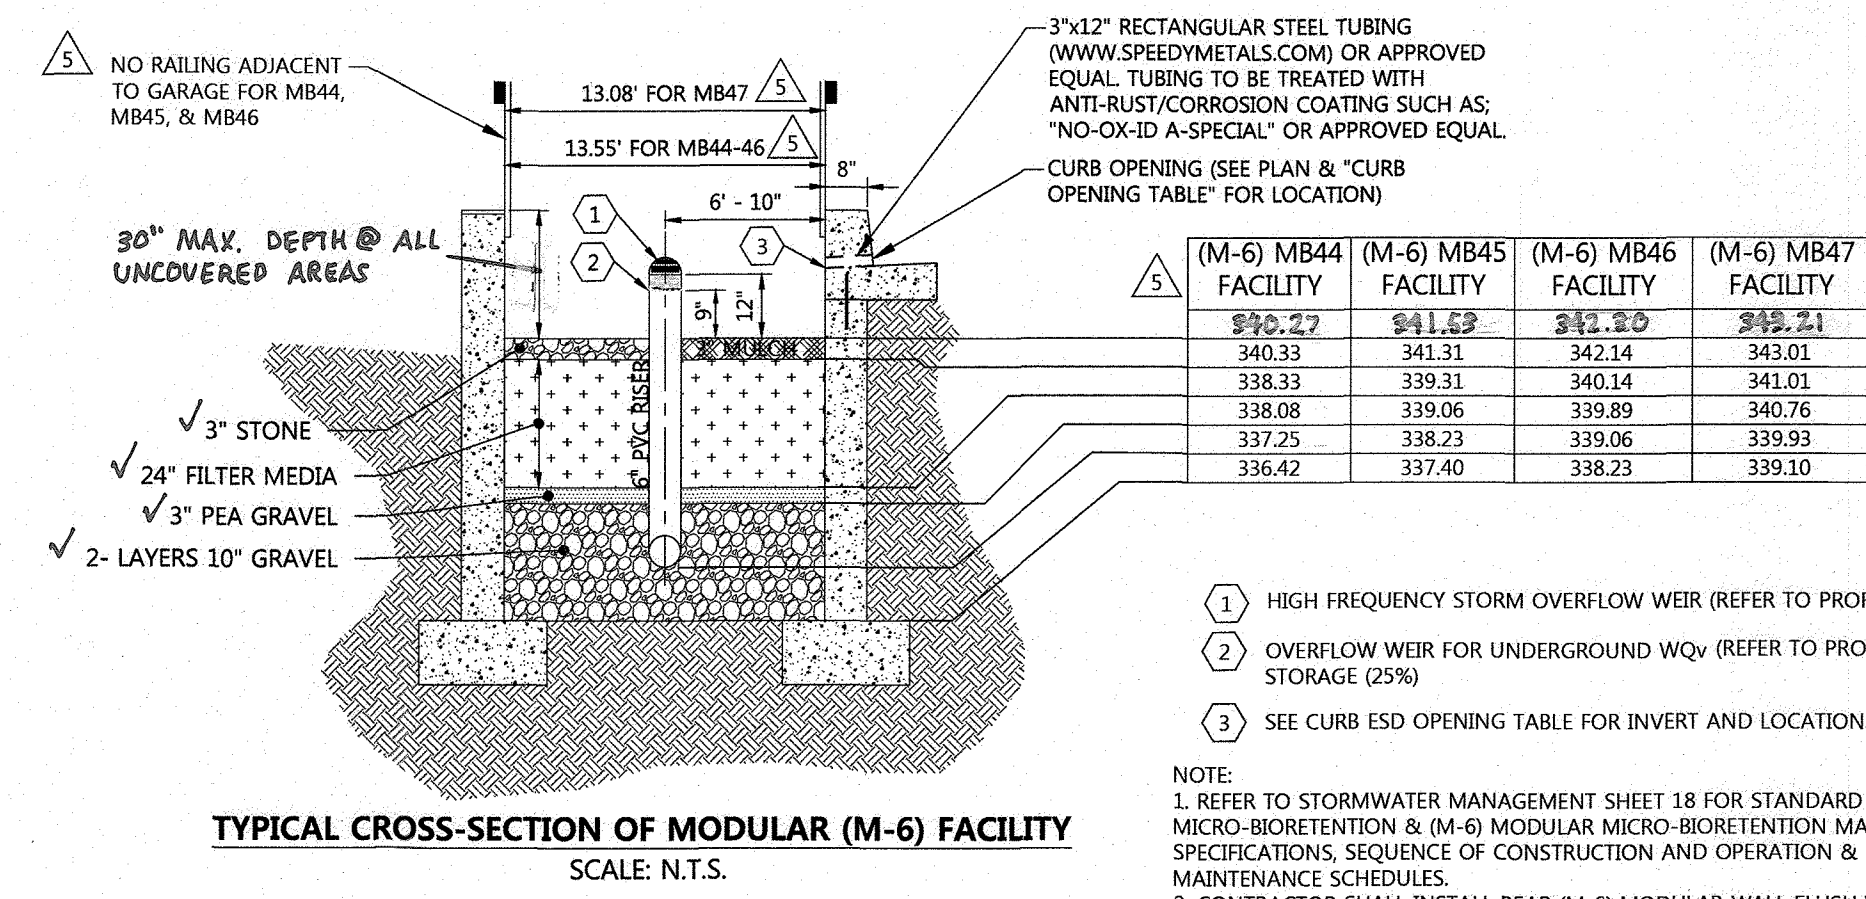 5
NO RAILING ADJACENT
TO GARAGE FOR MB44,
MB45, & MB46
13.08' FOR MB47
5
13.55' FOR MB44-46
5
8"
6' - 10"
1
2
3
9"
12"
3"x12" RECTANGULAR STEEL TUBING
(WWW.SPEEDYMETALS.COM) OR APPROVED
EQUAL. TUBING TO BE TREATED WITH
ANTI-RUST/CORROSION COATING SUCH AS;
"NO-OX-ID A-SPECIAL" OR APPROVED EQUAL.
CURB OPENING (SEE PLAN & "CURB
OPENING TABLE" FOR LOCATION)
30" MAX. DEPTH @ ALL
UNCOVERED AREAS
3" MULCH
6" PVC RISER
3" STONE
24" FILTER MEDIA
3" PEA GRAVEL
2- LAYERS 10" GRAVEL
5
(M-6) MB44 (M-6) MB45 (M-6) MB46 (M-6) MB47
FACILITY FACILITY FACILITY FACILITY
340.27 341.53 342.20
340.33 341.31 342.14 343.01
338.33 339.31 340.14 341.01
338.08 339.06 339.89 340.76
337.25 338.23 339.06 339.93
336.42 337.40 338.23 339.10
1 HIGH FREQUENCY STORM OVERFLOW WEIR (REFER TO
2 OVERFLOW WEIR FOR UNDERGROUND WQv (REFER TO
STORAGE (25%)
3 SEE CURB ESD OPENING TABLE FOR INVERT AND LOCATION
TYPICAL CROSS-SECTION OF MODULAR (M-6) FACILITY
SCALE: N.T.S.
NOTE:
1. REFER TO STORMWATER MANAGEMENT SHEET 18 FOR STANDARD
MICRO-BIORETENTION & (M-6) MODULAR MICRO-BIORETENTION
SPECIFICATIONS, SEQUENCE OF CONSTRUCTION AND OPERATION &
MAINTENANCE SCHEDULES.